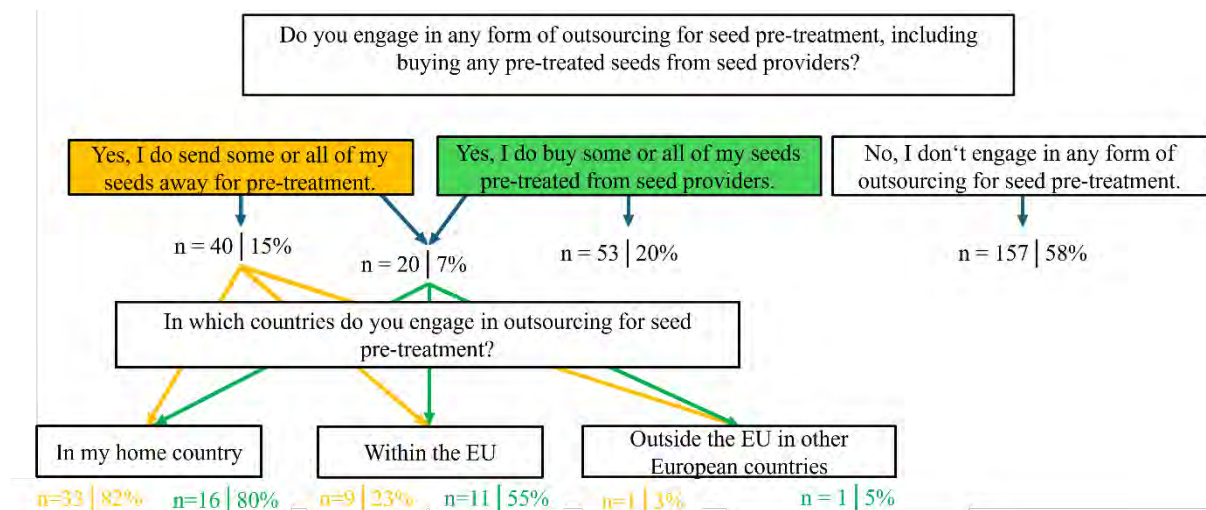 Do you engage in any form of outsourcing for seed pre-treatment, including
buying any pre-treated seeds from seed providers?
Yes, I do send some or all of my
seeds away for pre-treatment.
Yes, I do buy some or all of my seeds
pre-treated from seed providers.
No, I don‘t engage in any form of
outsourcing for seed pre-treatment.
n = 40 | 15%
n = 20 | 7%
n = 53 | 20%
n = 157 | 58%
In which countries do you engage in outsourcing for seed
pre-treatment?
In my home country
Within the EU
Outside the EU in other
European countries
n=33 | 82%
n=16 | 80%
n=9 | 23%
n=11 | 55%
n=1 | 3%
n = 1 | 5%